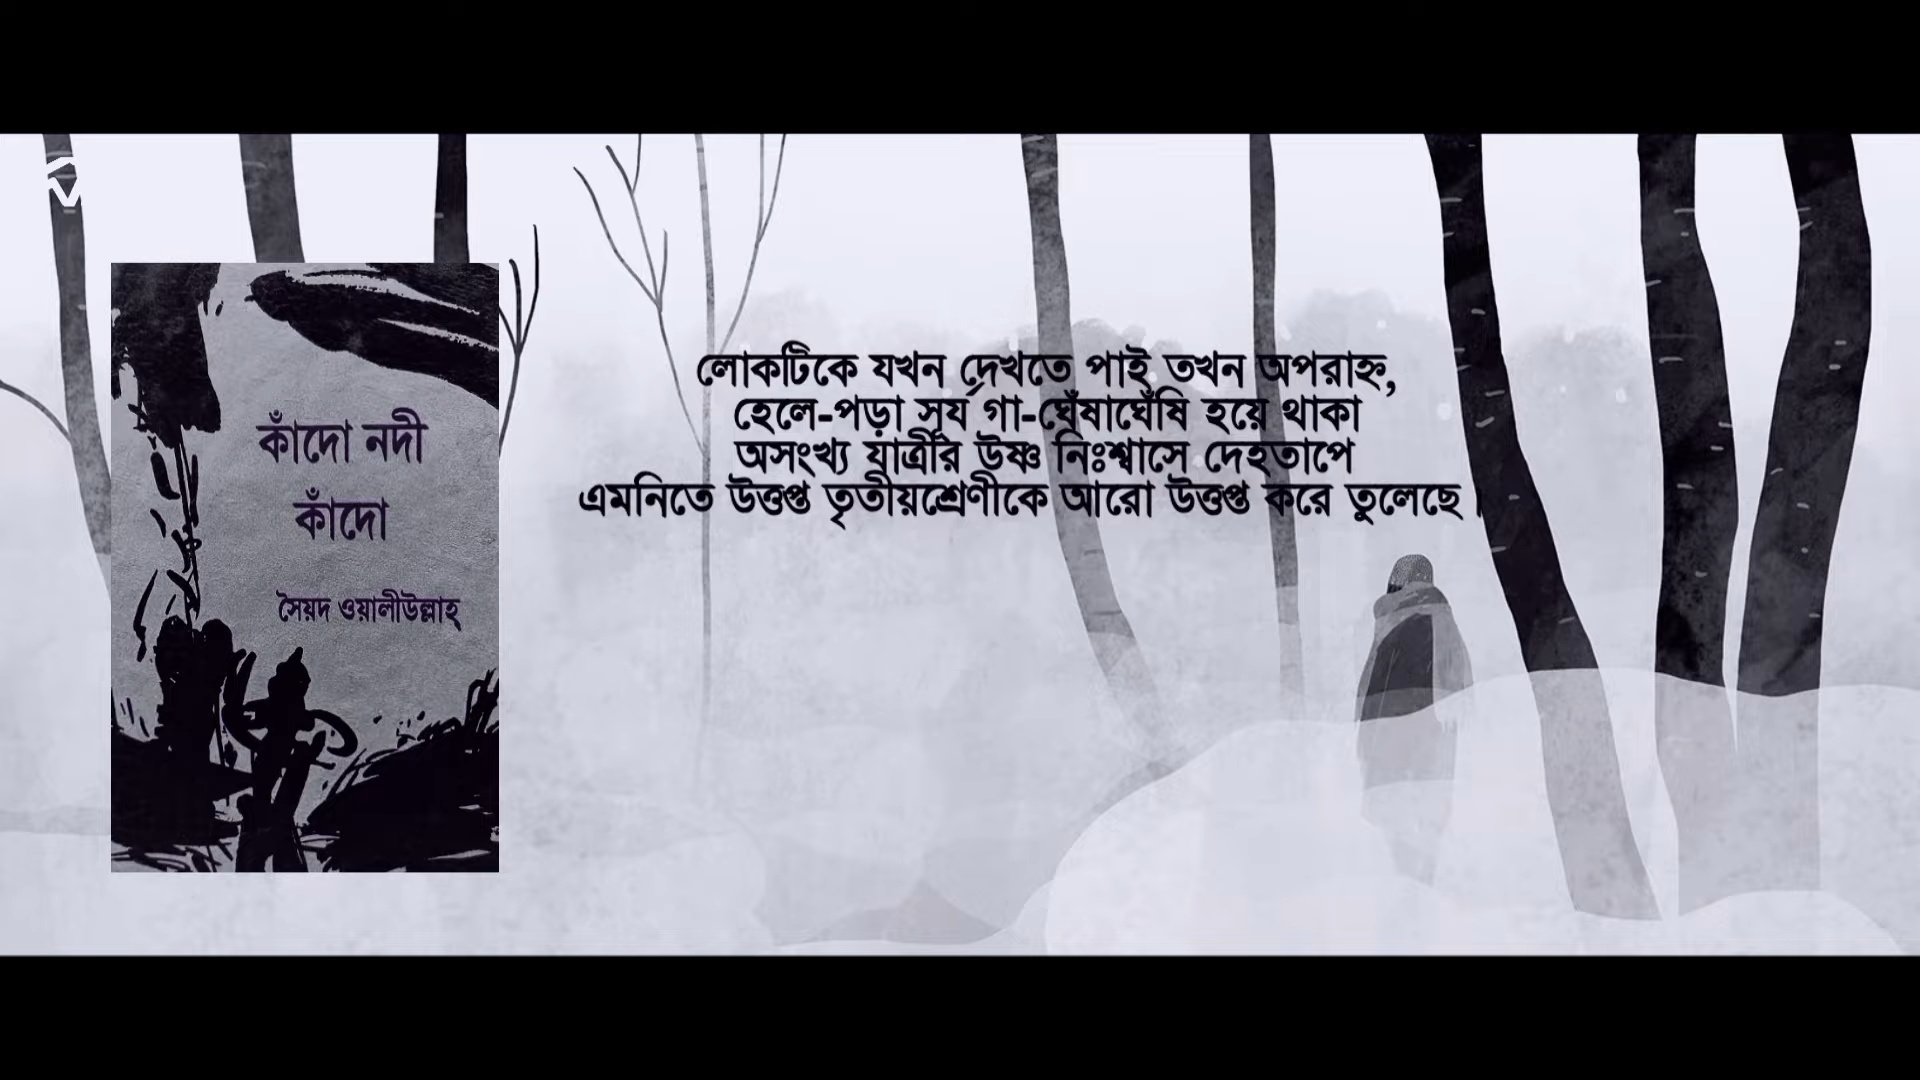 কাঁদো নদী
কাঁদো
সৈয়দ ওয়ালীউল্লাহ্
লোকটিকে যখন দেখতে পাই তখন অপরাহ্ন,
হেলে-পড়া সূর্য গা-ঘেঁষাঘেঁষি হয়ে থাকা
অসংখ্য যাত্রীর উষ্ণ নিঃশ্বাসে দেহতাপে
এমনিতে উত্তপ্ত তৃতীয়শ্রেণীকে আরো উত্তপ্ত করে তুলেছে।